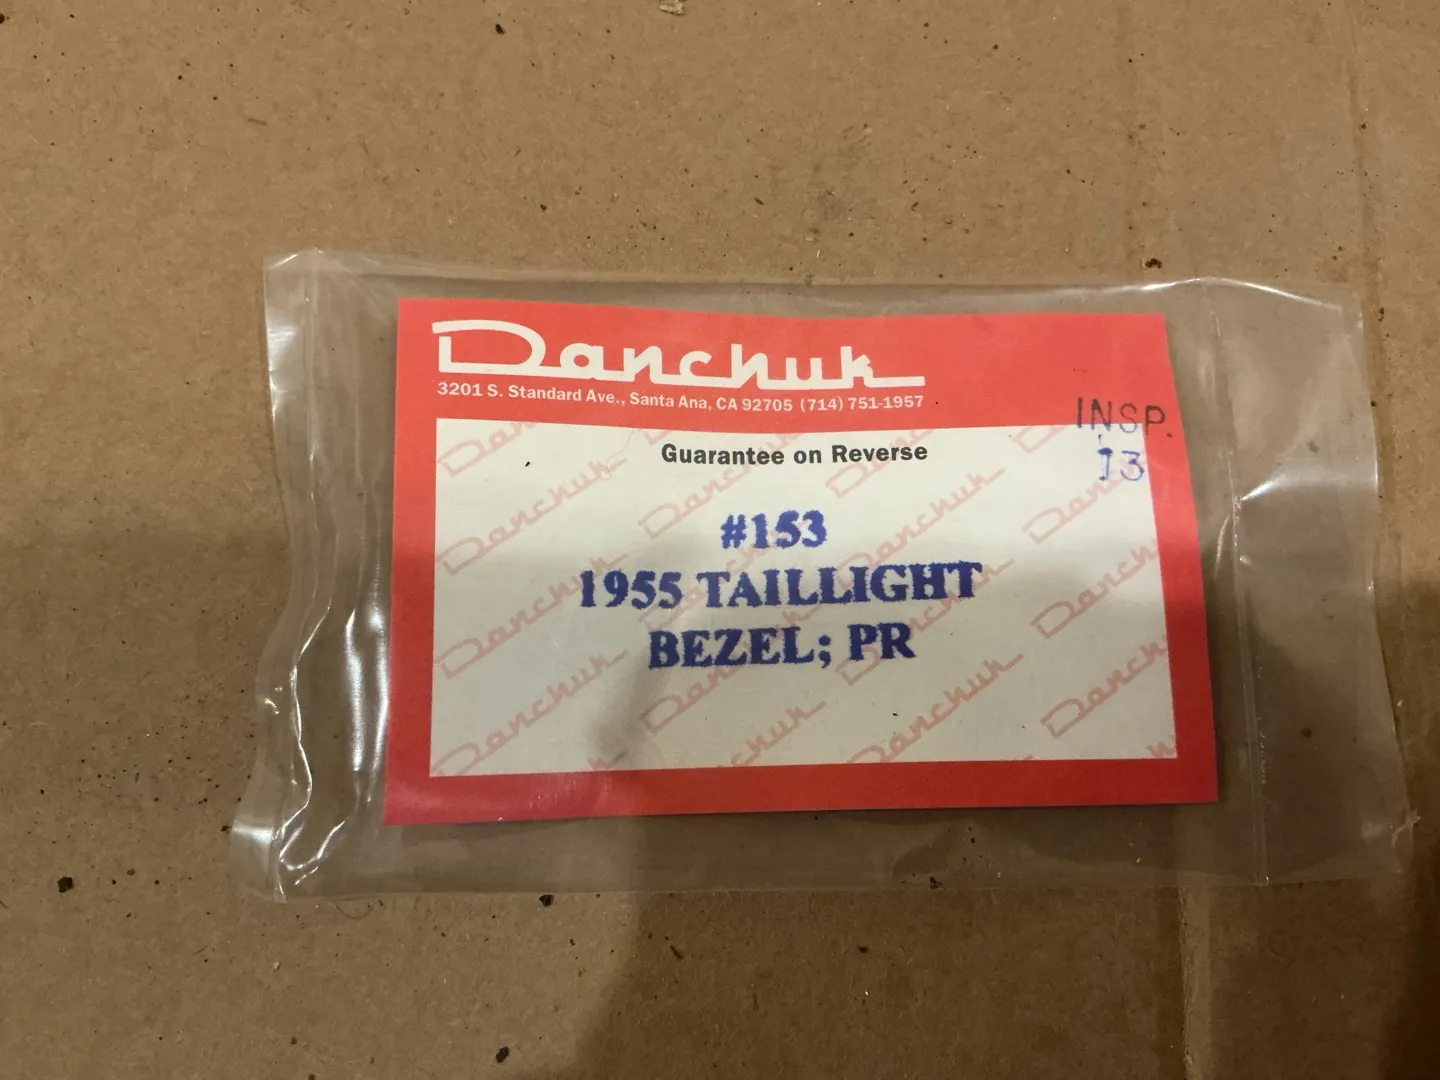 Danchuk
3201 S. Standard Ave., Santa Ana, CA 92705 (714) 751-1957
INSP.
13
Guarantee on Reverse
#153
1955 TAILLIGHT
BEZEL; PR